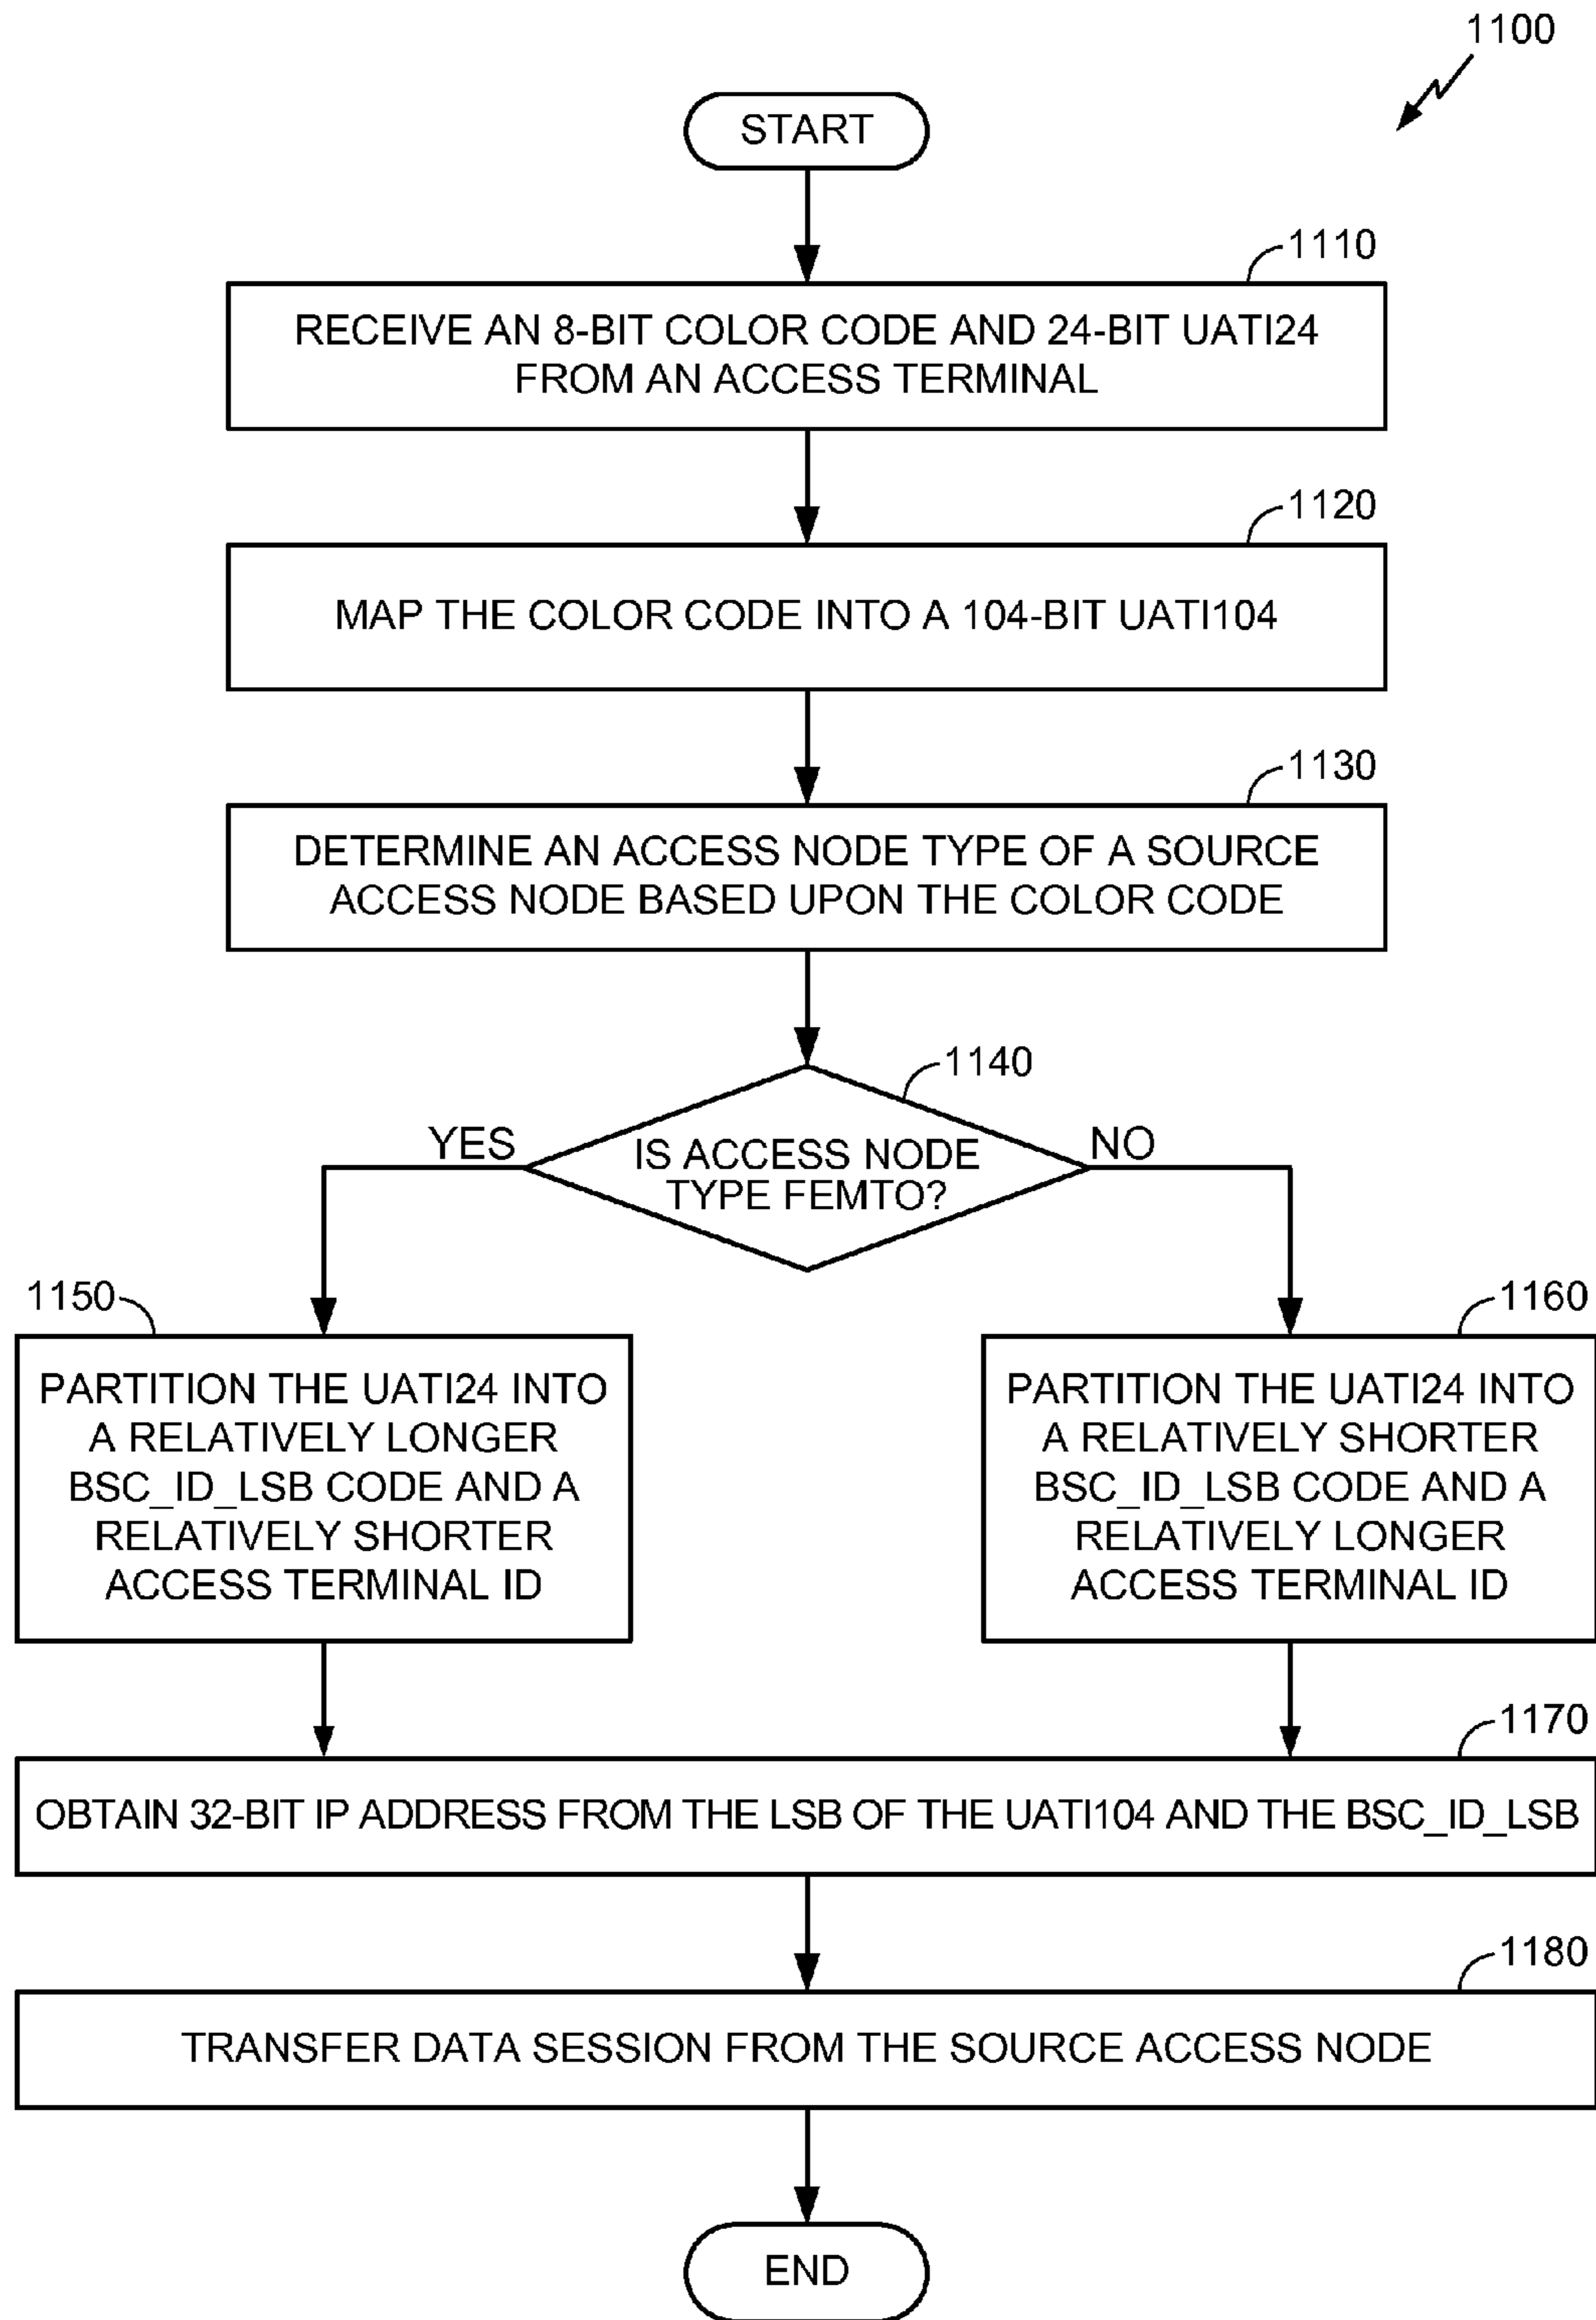 1100
START
1110
RECEIVE AN 8-BIT COLOR CODE AND 24-BIT UATI24
FROM AN ACCESS TERMINAL
1120
MAP THE COLOR CODE INTO A 104-BIT UATI104
1130
DETERMINE AN ACCESS NODE TYPE OF A SOURCE
ACCESS NODE BASED UPON THE COLOR CODE
1140
YES
IS ACCESS NODE
TYPE FEMTO?
NO
1150
PARTITION THE UATI24 INTO
A RELATIVELY LONGER
BSC_ID_LSB CODE AND A
RELATIVELY SHORTER
ACCESS TERMINAL ID
1160
PARTITION THE UATI24 INTO
A RELATIVELY SHORTER
BSC_ID_LSB CODE AND A
RELATIVELY LONGER
ACCESS TERMINAL ID
1170
OBTAIN 32-BIT IP ADDRESS FROM THE LSB OF THE UATI104 AND THE BSC_ID_LSB
1180
TRANSFER DATA SESSION FROM THE SOURCE ACCESS NODE
END